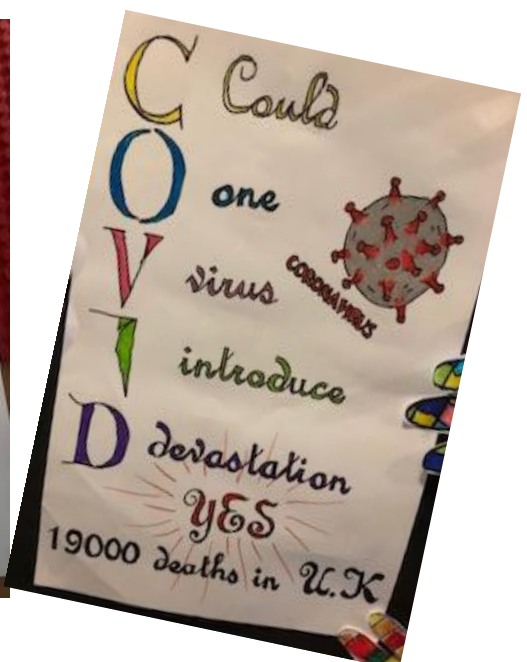 C Could
O one
CORONAVIRUS
V virus
I introduce
D devastation
YES
19000 deaths in U.K